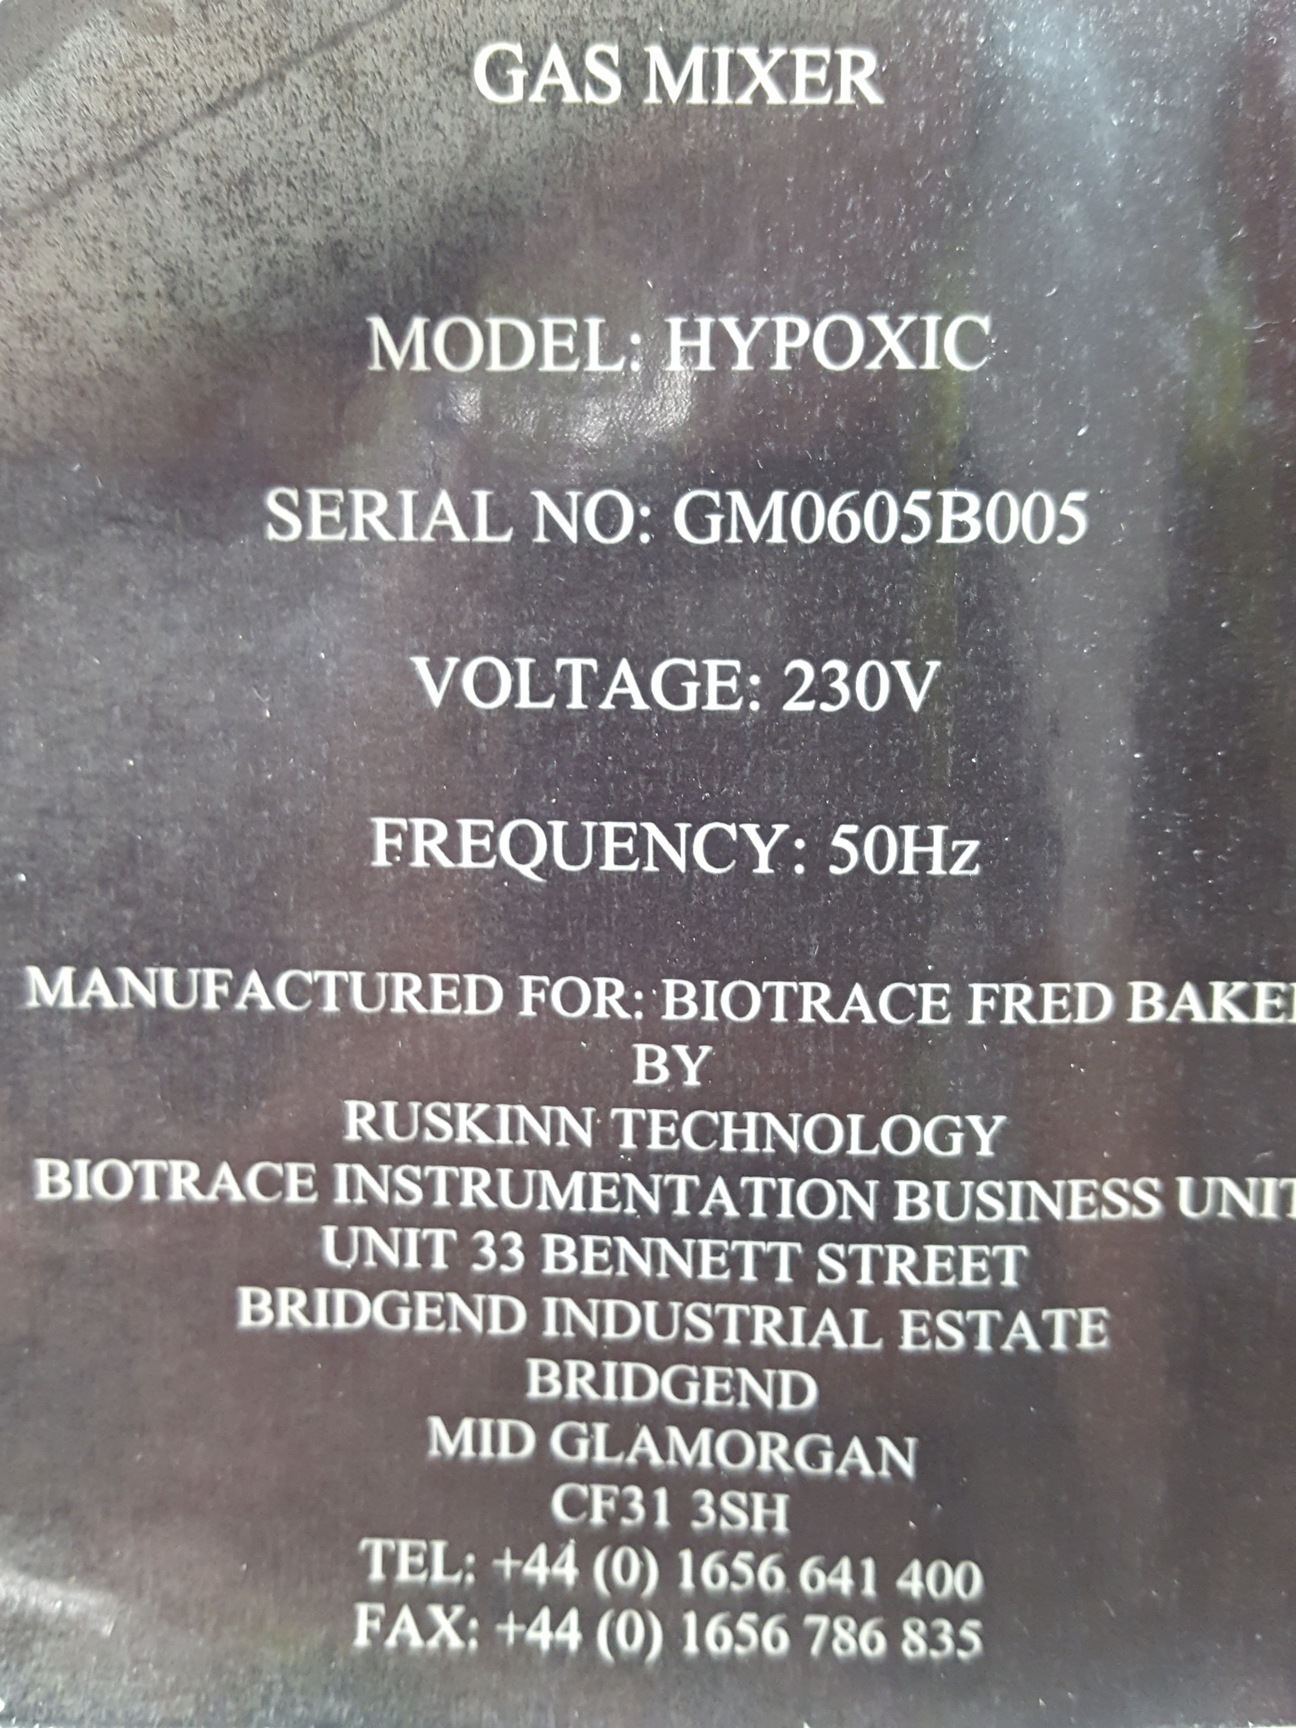 GAS MIXER
MODEL: HYPOXIC
SERIAL NO: GM0605B005
VOLTAGE: 230V
FREQUENCY: 50Hz
MANUFACTURED FOR: BIOTRACE FRED BAKER
BY
RUSKINN TECHNOLOGY
BIOTRACE INSTRUMENTATION BUSINESS UNIT
UNIT 33 BENNETT STREET
BRIDGEND INDUSTRIAL ESTATE
BRIDGEND
MID GLAMORGAN
CF31 3SH
TEL: +44 (0) 1656 641 400
FAX: +44 (0) 1656 786 835